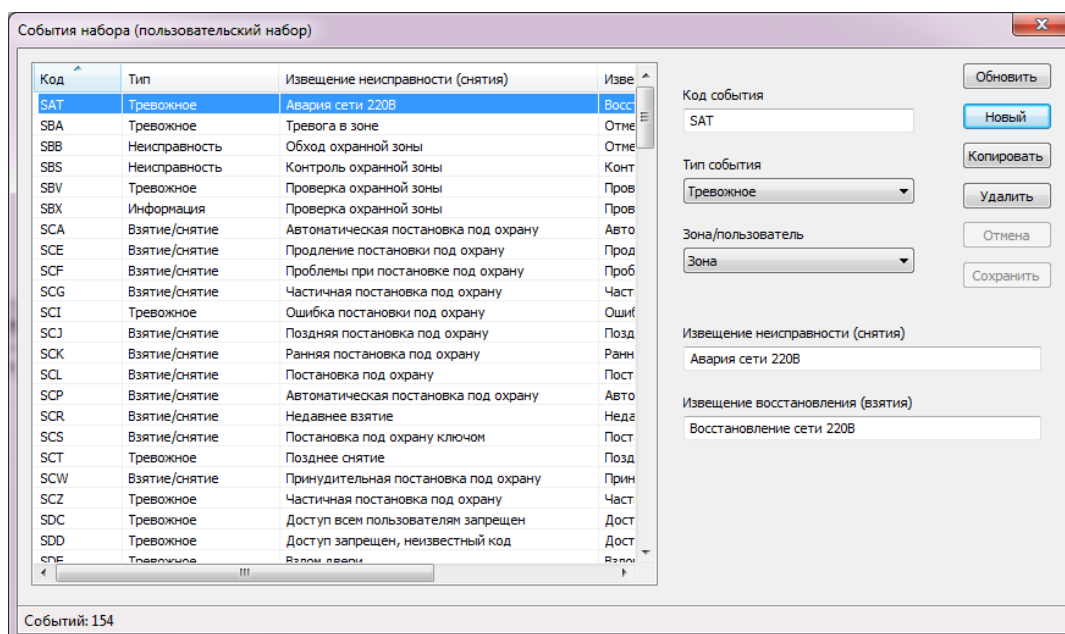 События набора (пользовательский набор)
Код Тип Извещение неисправности (снятия) Изве
SAT Тревожное Авария сети 220В Восст
SBA Тревожное Тревога в зоне Отме
SBB Неисправность Обход охранной зоны Отме
SBS Неисправность Контроль охранной зоны Конт
SBV Тревожное Проверка охранной зоны Пров
SBX Информация Проверка охранной зоны Пров
SCA Взятие/снятие Автоматическая постановка под охрану Авто
SCE Взятие/снятие Продление постановки под охрану Прод
SCF Взятие/снятие Проблемы при постановке под охрану Проб
SCG Взятие/снятие Частичная постановка под охрану Част
SCI Тревожное Ошибка постановки под охрану Ошиб
SCJ Взятие/снятие Поздняя постановка под охрану Позд
SCK Взятие/снятие Ранняя постановка под охрану Ранн
SCL Взятие/снятие Постановка под охрану Пост
SCP Взятие/снятие Автоматическая постановка под охрану Авто
SCR Взятие/снятие Недавнее взятие Неда
SCS Взятие/снятие Постановка под охрану ключом Пост
SCT Тревожное Позднее снятие Позд
SCW Взятие/снятие Принудительная постановка под охрану Прин
SCZ Тревожное Частичная постановка под охрану Част
SDC Тревожное Доступ всем пользователям запрещен Дост
SDD Тревожное Доступ запрещен, неизвестный код Дост
SDF Тревожное Взлом двери Взлом
Код события
SAT
Тип события
Тревожное
Зона/пользователь
Зона
Извещение неисправности (снятия)
Авария сети 220В
Извещение восстановления (взятия)
Восстановление сети 220В
Обновить
Новый
Копировать
Удалить
Отмена
Сохранить
Событий: 154